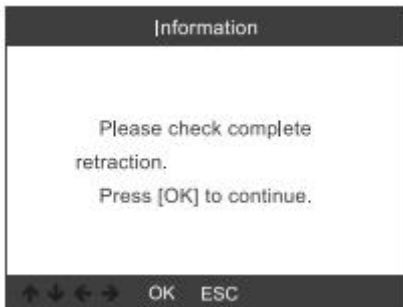 Information
Please check complete
retraction.
Press [OK] to continue.
OK ESC